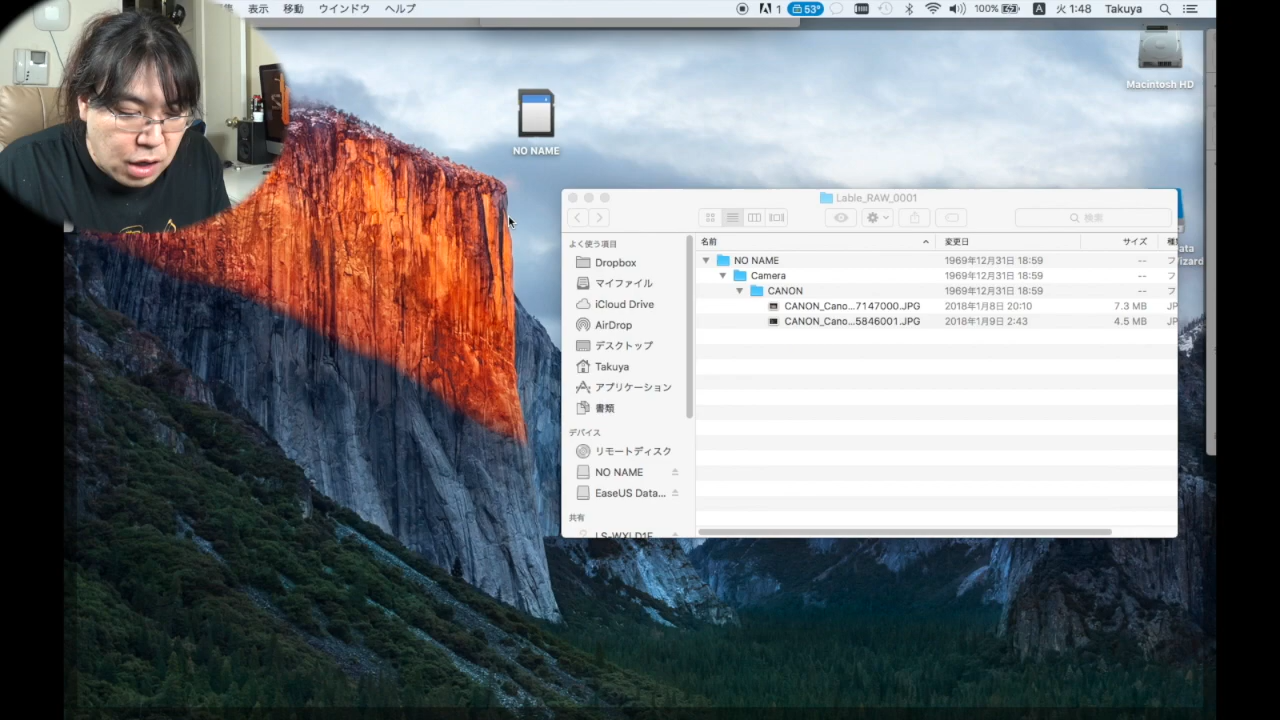 表示 移動 ウインドウ ヘルプ 1 53° 100% A 火 1:48 Takuya
Macintosh HD
NO NAME
Lable_RAW_0001
検索
よく使う項目
Dropbox
マイファイル
iCloud Drive
AirDrop
デスクトップ
Takuya
アプリケーション
書類
デバイス
リモートディスク
NO NAME
EaseUS Data...
共有
名前 変更日 サイズ
NO NAME 1969年12月31日 18:59 -- フ
Camera 1969年12月31日 18:59 -- フ
CANON 1969年12月31日 18:59 -- フ
CANON_Cano...7147000.JPG 2018年1月8日 20:10 7.3 MB JP
CANON_Cano...5846001.JPG 2018年1月9日 2:43 4.5 MB JP